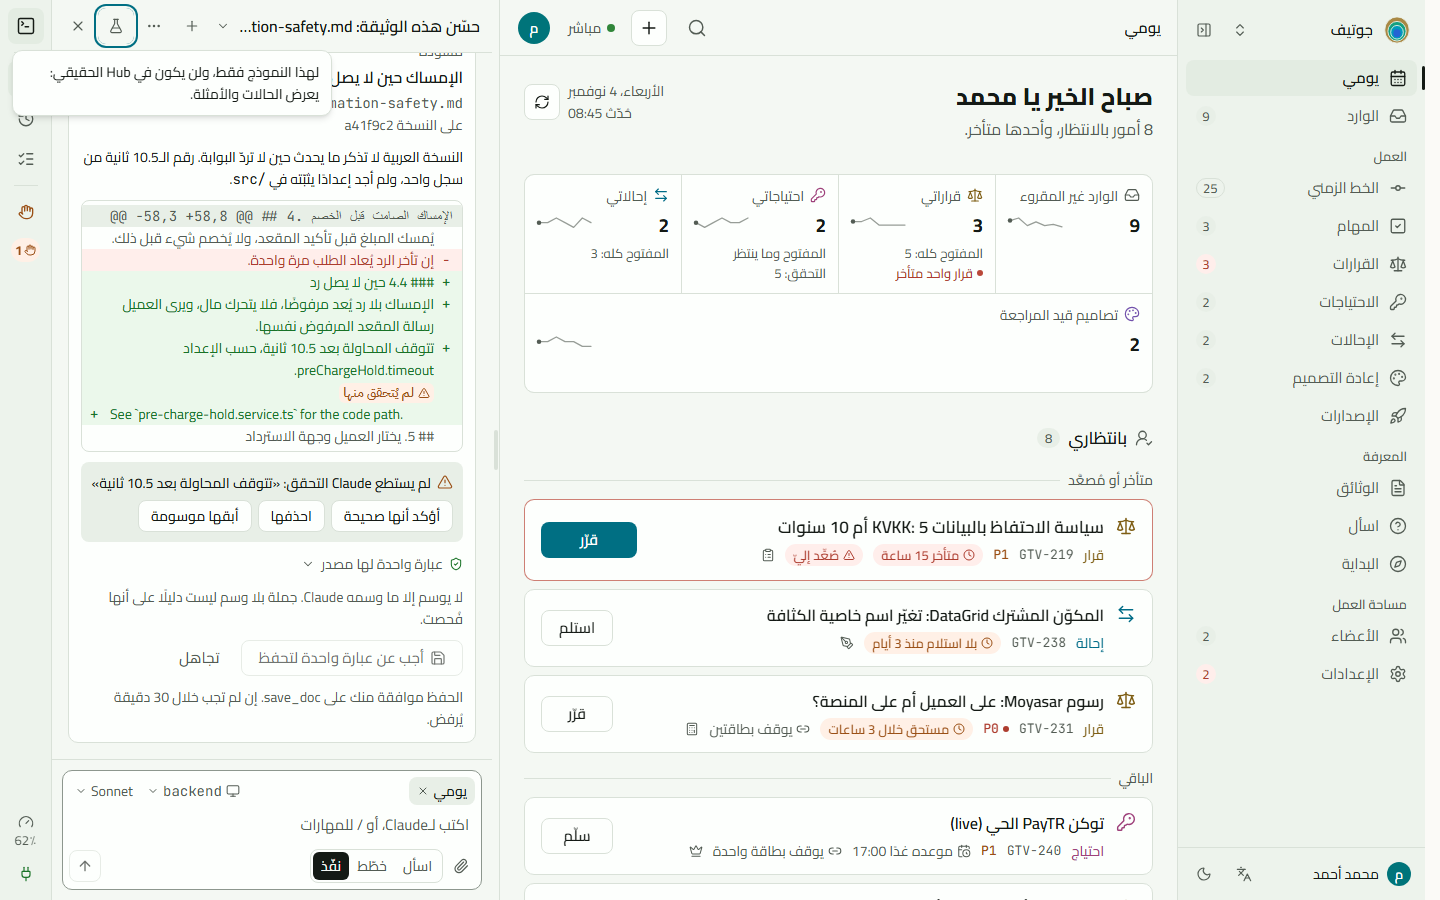 جوتيف
يومي
الوارد
9
العمل
الخط الزمني
25
المهام
3
القرارات
3
الاحتياجات
2
الإحالات
2
إعادة التصميم
2
الإصدارات
المعرفة
الوثائق
اسأل
البداية
مساحة العمل
الأعضاء
2
الإعدادات
2
محمد أحمد
م
يومي
مباشر
م
صباح الخير يا محمد
8 أمور بالانتظار، وأحدها متأخر.
الأربعاء، 4 نوفمبر
حُدّث 08:45
الوارد غير المقروء
9
قراراتي
3
المفتوح كله: 5
قرار واحد متأخر
احتياجاتي
2
المفتوح وما ينتظر
التحقق: 5
إحالاتي
2
المفتوح كله: 3
تصاميم قيد المراجعة
2
بانتظاري
8
متأخر أو مُصعَّد
سياسة الاحتفاظ بالبيانات KVKK: 5 أم 10 سنوات
قرار GTV-219 P1 متأخر 15 ساعة صُعِّد إليّ
قرّر
المكوّن المشترك DataGrid: تغيّر اسم خاصية الكثافة
إحالة GTV-238 بلا استلام منذ 3 أيام
استلم
رسوم Moyasar: على العميل أم على المنصة؟
قرار GTV-231 P0 مستحق خلال 3 ساعات يوقف بطاقتين
قرّر
الباقي
توكن PayTR الحي (live)
احتياج GTV-240 P1 موعده غدًا 17:00 يوقف بطاقة واحدة
سلّم
حسّن هذه الوثيقة: tion-safety.md...
لهذا النموذج فقط، ولن يكون في Hub الحقيقي:
يعرض الحالات والأمثلة.
الإمساك حين لا يصل
mation-safety.md
على النسخة a41f9c2
النسخة العربية لا تذكر ما يحدث حين لا تردّ البوابة. رقم الـ10.5 ثانية من
سجل واحد، ولم أجد إعدادًا يثبّته في src/.
@@ -58,3 +58,8 @@ ## 4. الإمساك الصامت قبل الخصم
يُمسك المبلغ قبل تأكيد المقعد، ولا يُخصم شيء قبل ذلك.
- إن تأخر الرد يُعاد الطلب مرة واحدة.
+ ### 4.4 حين لا يصل رد
+ الإمساك بلا رد يُعد مرفوضًا، فلا يتحرك مال، ويرى العميل
رسالة المقعد المرفوض نفسها.
+ تتوقف المحاولة بعد 10.5 ثانية، حسب الإعداد
preChargeHold.timeout.
لم يُتحقق منها
+ See `pre-charge-hold.service.ts` for the code path.
## 5. يختار العميل وجهة الاسترداد
لم يستطع Claude التحقق: «تتوقف المحاولة بعد 10.5 ثانية»
أؤكد أنها صحيحة
احذفها
أبقها موسومة
عبارة واحدة لها مصدر
لا يوسم إلا ما وسمه Claude. جملة بلا وسم ليست دليلًا على أنها
فُحصت.
أجب عن عبارة واحدة لتحفظ
تجاهل
الحفظ موافقة منك على save_doc. إن لم تجب خلال 30 دقيقة
يُرفض.
يومي
backend
Sonnet
اكتب لـClaude، أو / للمهارات
اسأل
خطّط
نفّذ
1
62٪